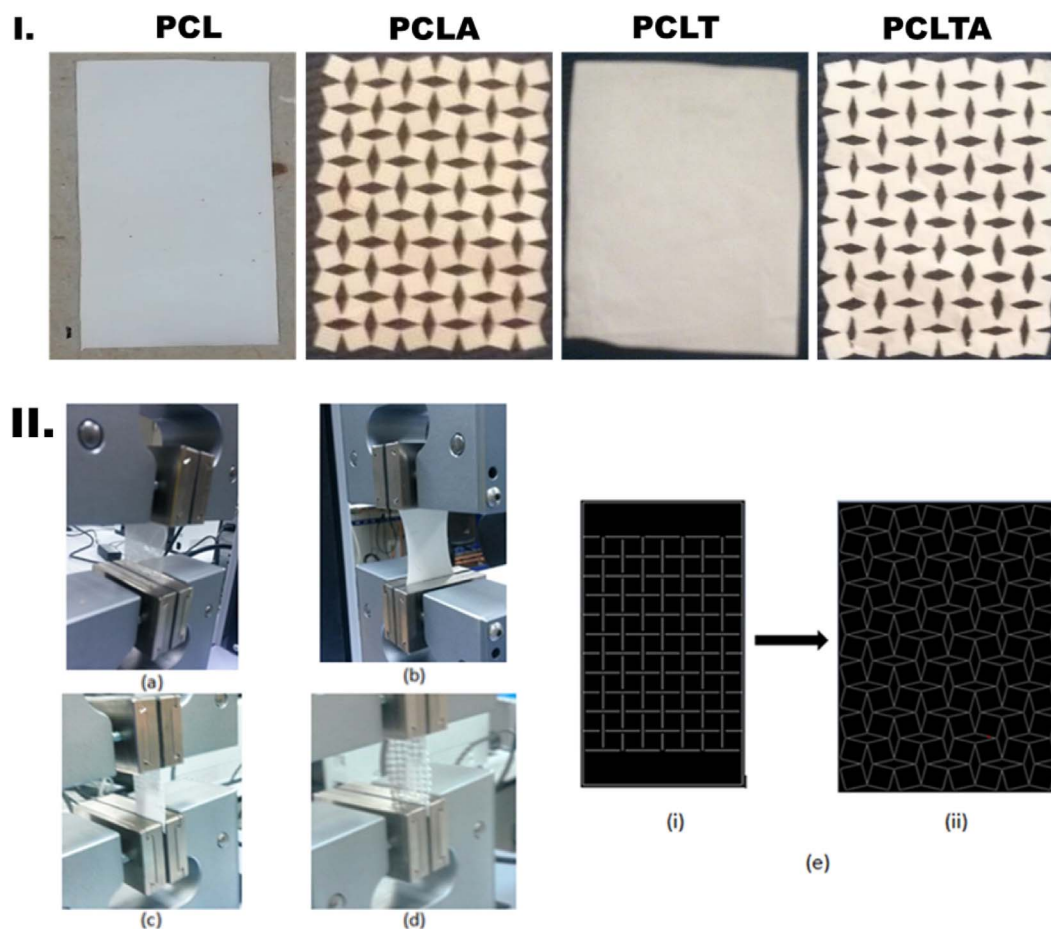 I.
PCL
PCLA
PCLT
PCLTA
II.
(a)
(b)
(c)
(d)
(i)
(ii)
(e)